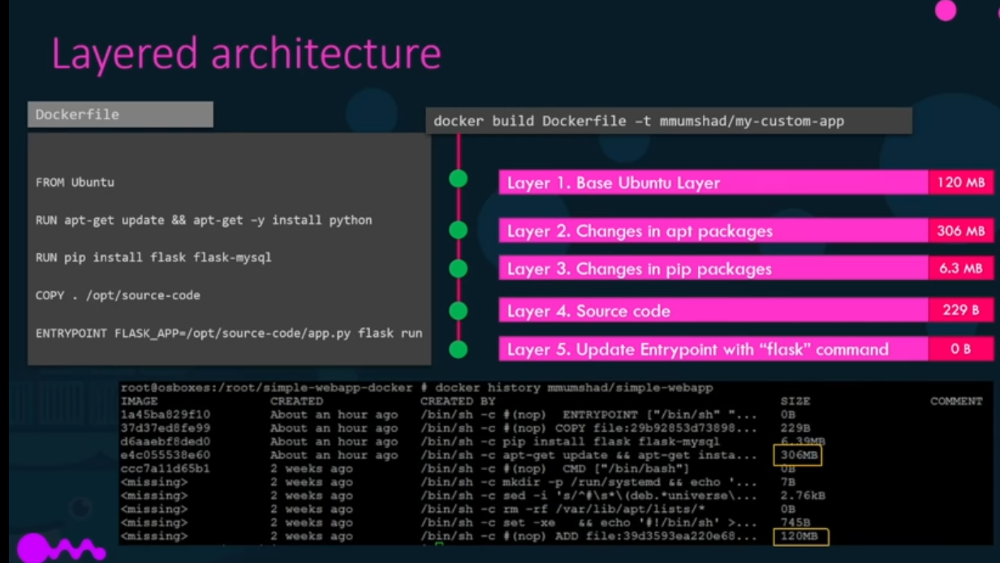 Layered architecture
Dockerfile
docker build Dockerfile –t mmumshad/my-custom-app
FROM Ubuntu
RUN apt-get update && apt-get –y install python
RUN pip install flask flask-mysql
COPY . /opt/source-code
ENTRYPOINT FLASK_APP=/opt/source-code/app.py flask run
Layer 1. Base Ubuntu Layer 120 MB
Layer 2. Changes in apt packages 306 MB
Layer 3. Changes in pip packages 6.3 MB
Layer 4. Source code 229 B
Layer 5. Update Entrypoint with “flask” command 0 B
root@osboxes:/root/simple-webapp-docker # docker history mmumshad/simple-webapp
IMAGE CREATED CREATED BY SIZE COMMENT
1a45ba829f10 About an hour ago /bin/sh -c #(nop) ENTRYPOINT ["/bin/sh" "... 0B
37d37ed8fe99 About an hour ago /bin/sh -c #(nop) COPY file:29b92853d73898... 229B
d6aaebf8ded0 About an hour ago /bin/sh -c pip install flask flask-mysql 6.39MB
e4c055538e60 About an hour ago /bin/sh -c apt-get update && apt-get insta... 306MB
ccc7a11d65b1 2 weeks ago /bin/sh -c #(nop) CMD ["/bin/bash"] 0B
<missing> 2 weeks ago /bin/sh -c mkdir -p /run/systemd && echo '... 7B
<missing> 2 weeks ago /bin/sh -c sed -i 's/^#\s*\(deb.*universe\... 2.76kB
<missing> 2 weeks ago /bin/sh -c rm -rf /var/lib/apt/lists/* 0B
<missing> 2 weeks ago /bin/sh -c set -xe && echo '#!/bin/sh' >... 745B
<missing> 2 weeks ago /bin/sh -c #(nop) ADD file:39d3593ea220e68... 120MB